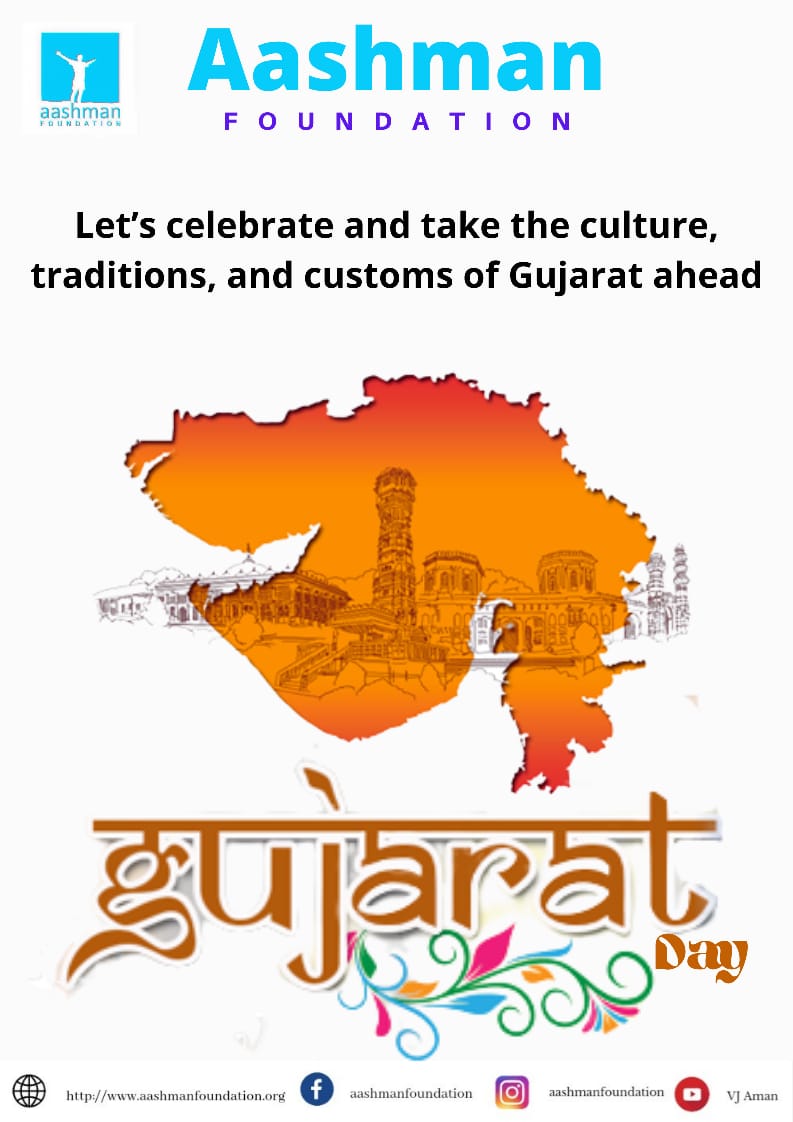 aashman
FOUNDATION
Aashman
FOUNDATION
Let's celebrate and take the culture,
traditions, and customs of Gujarat ahead
gujarat
Day
http://www.aashmanfoundation.org aashmanfoundation aashmanfoundation VJ Aman